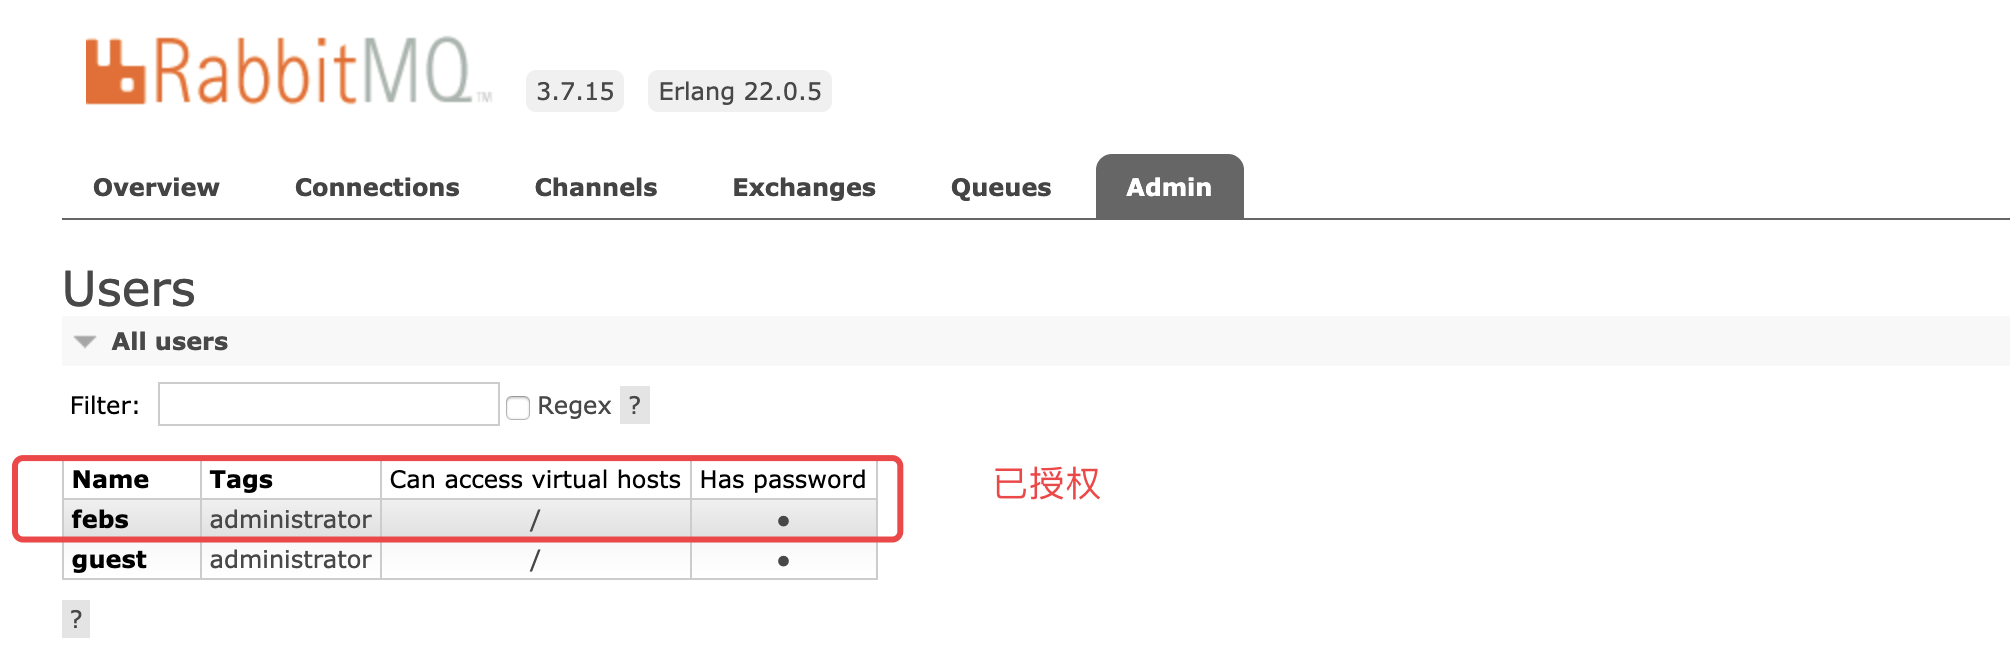 RabbitMQ™ 3.7.15 Erlang 22.0.5
Overview Connections Channels Exchanges Queues Admin
Users
All users
Filter: Regex ?
Name Tags Can access virtual hosts Has password
已授权
febs administrator / ●
guest administrator / ●
?